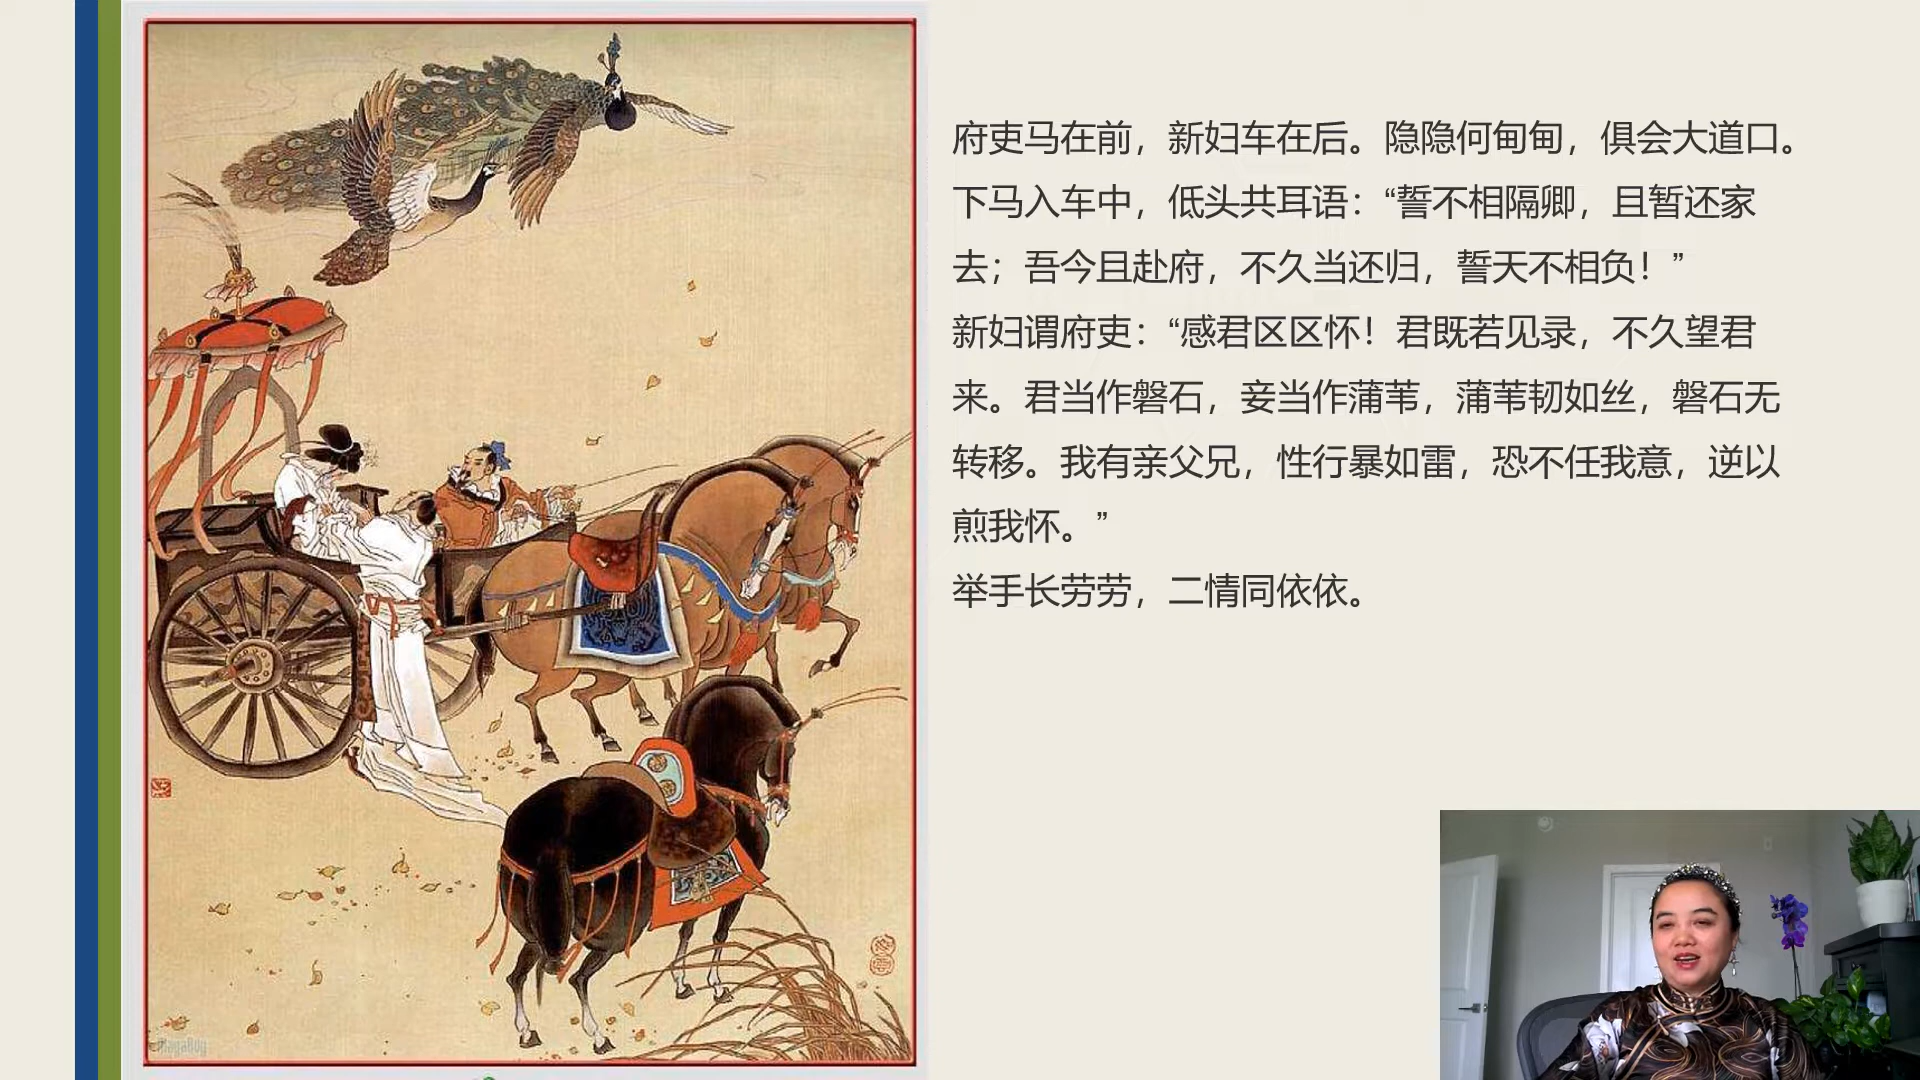 府吏马在前，新妇车在后。隐隐何甸甸，俱会大道口。
下马入车中，低头共耳语：“誓不相隔卿，且暂还家
去；吾今且赴府，不久当还归，誓天不相负！”
新妇谓府吏：“感君区区怀！君既若见录，不久望君
来。君当作磐石，妾当作蒲苇，蒲苇韧如丝，磐石无
转移。我有亲父兄，性行暴如雷，恐不任我意，逆以
煎我怀。”
举手长劳劳，二情同依依。